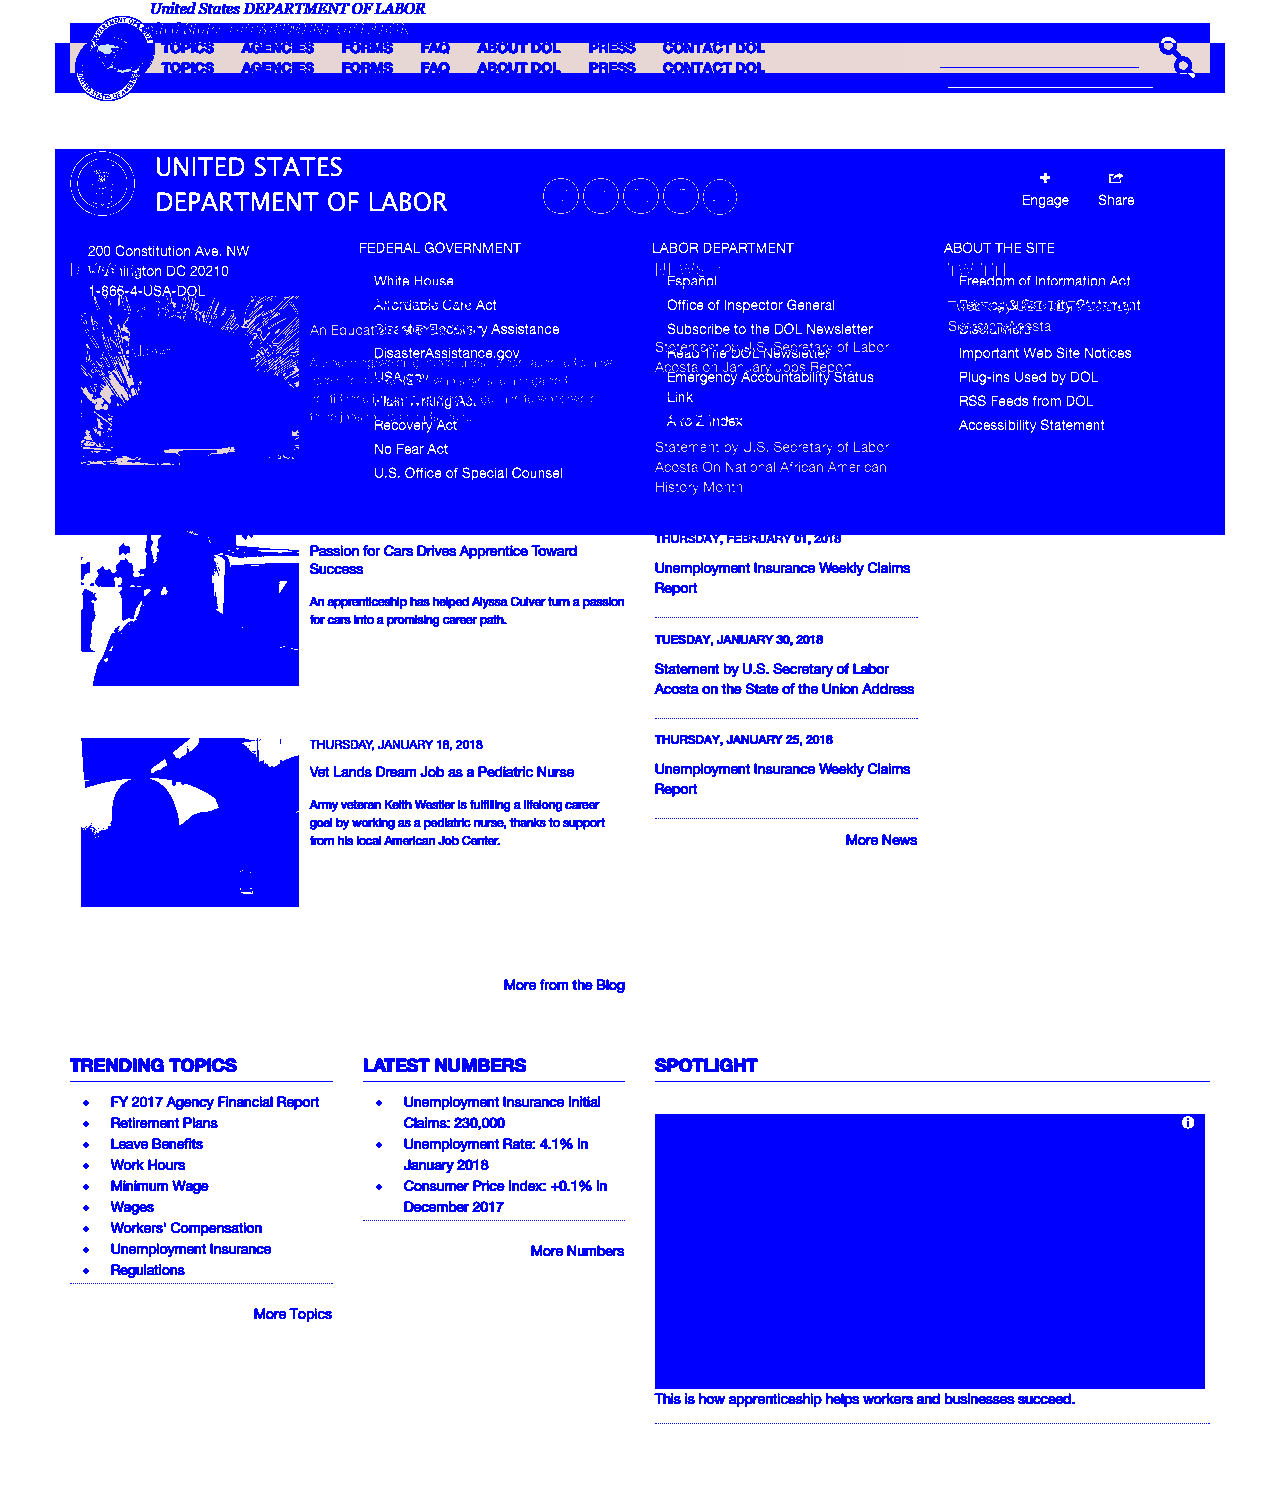 United States DEPARTMENT OF LABOR
TOPICS AGENCIES FORMS FAQ ABOUT DOL PRESS CONTACT DOL
TOPICS AGENCIES FORMS FAQ ABOUT DOL PRESS CONTACT DOL
UNITED STATES
DEPARTMENT OF LABOR
Engage Share
200 Constitution Ave. NW
Washington DC 20210
1-866-4-USA-DOL
FEDERAL GOVERNMENT
White House
Affordable Care Act
Disaster Recovery Assistance
DisasterAssistance.gov
USA.gov
Plain Writing Act
Recovery Act
No Fear Act
U.S. Office of Special Counsel
LABOR DEPARTMENT
Español
Office of Inspector General
Subscribe to the DOL Newsletter
Read The DOL Newsletter
Emergency Accountability Status
Link
A to Z Index
ABOUT THE SITE
Freedom of Information Act
Important Web Site Notices
Plug-ins Used by DOL
RSS Feeds from DOL
Accessibility Statement
Statement by U.S. Secretary of Labor
Acosta on January Jobs Report
Statement by U.S. Secretary of Labor
Acosta On National African American
History Month
Passion for Cars Drives Apprentice Toward
Success
An apprenticeship has helped Alyssa Culver turn a passion
for cars into a promising career path.
THURSDAY, JANUARY 18, 2018
Vet Lands Dream Job as a Pediatric Nurse
Army veteran Keith Westler is fulfilling a lifelong career
goal by working as a pediatric nurse, thanks to support
from his local American Job Center.
More from the Blog
THURSDAY, FEBRUARY 01, 2018
Unemployment Insurance Weekly Claims
Report
TUESDAY, JANUARY 30, 2018
Statement by U.S. Secretary of Labor
Acosta on the State of the Union Address
THURSDAY, JANUARY 25, 2018
Unemployment Insurance Weekly Claims
Report
More News
TRENDING TOPICS
FY 2017 Agency Financial Report
Retirement Plans
Leave Benefits
Work Hours
Minimum Wage
Wages
Workers' Compensation
Unemployment Insurance
Regulations
More Topics
LATEST NUMBERS
Unemployment Insurance Initial
Claims: 230,000
Unemployment Rate: 4.1% in
January 2018
Consumer Price Index: +0.1% in
December 2017
More Numbers
SPOTLIGHT
This is how apprenticeship helps workers and businesses succeed.